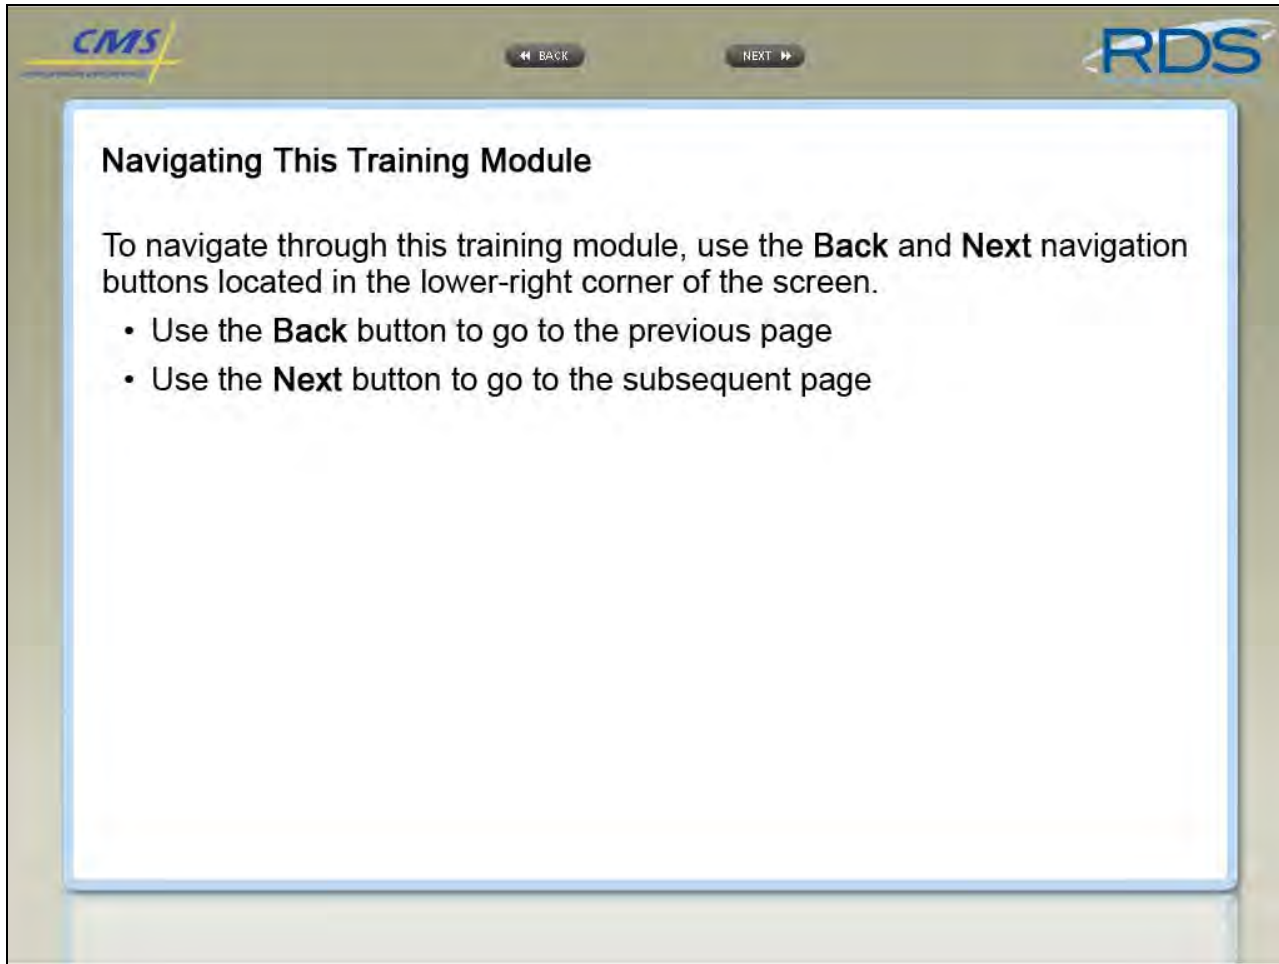 CMS
BACK
NEXT
RDS
Navigating This Training Module
To navigate through this training module, use the Back and Next navigation
buttons located in the lower-right corner of the screen.
• Use the Back button to go to the previous page
• Use the Next button to go to the subsequent page